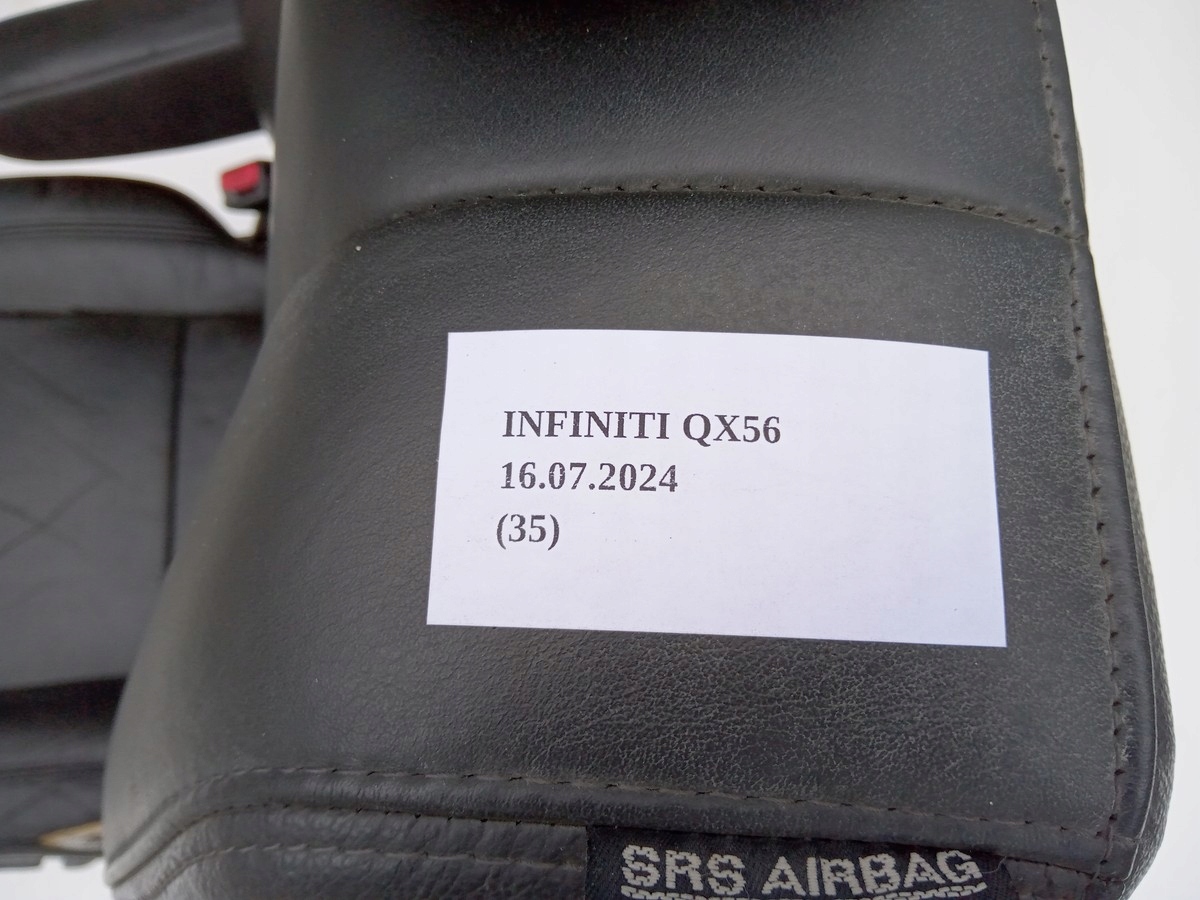 INFINITI QX56
16.07.2024
(35)
SRS AIRBAG